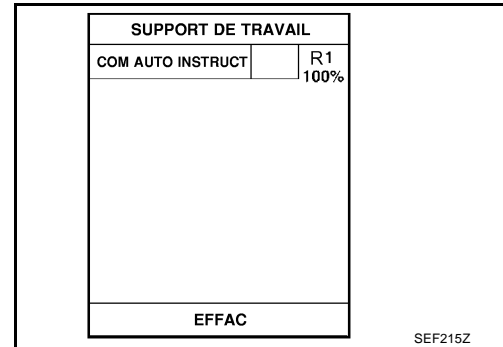 SUPPORT DE TRAVAIL
COM AUTO INSTRUCT R1
100%
EFFAC
SEF215Z